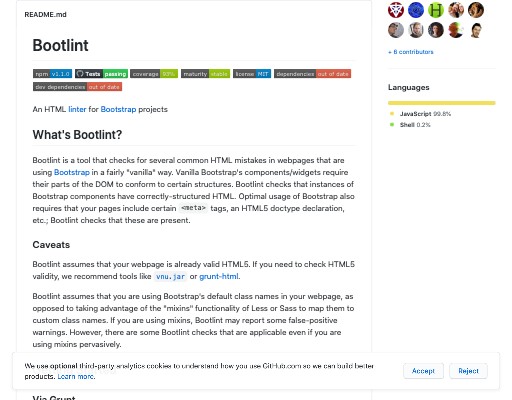 README.md
Bootlint
npm v1.1.0 Tests passing coverage 93% maturity stable license MIT dependencies out of date
dev dependencies out of date
An HTML linter for Bootstrap projects
What's Bootlint?
Bootlint is a tool that checks for several common HTML mistakes in webpages that are
using Bootstrap in a fairly "vanilla" way. Vanilla Bootstrap's components/widgets require
their parts of the DOM to conform to certain structures. Bootlint checks that instances of
Bootstrap components have correctly-structured HTML. Optimal usage of Bootstrap also
requires that your pages include certain <meta> tags, an HTML5 doctype declaration,
etc.; Bootlint checks that these are present.
Caveats
Bootlint assumes that your webpage is already valid HTML5. If you need to check HTML5
validity, we recommend tools like vnu.jar or grunt-html.
Bootlint assumes that you are using Bootstrap's default class names in your webpage, as
opposed to taking advantage of the "mixins" functionality of Less or Sass to map them to
custom class names. If you are using mixins, Bootlint may report some false-positive
warnings. However, there are some Bootlint checks that are applicable even if you are
using mixins pervasively.
+ 6 contributors
Languages
JavaScript 99.8%
Shell 0.2%
We use optional third-party analytics cookies to understand how you use GitHub.com so we can build better
products. Learn more.
Accept
Reject
Via Grunt